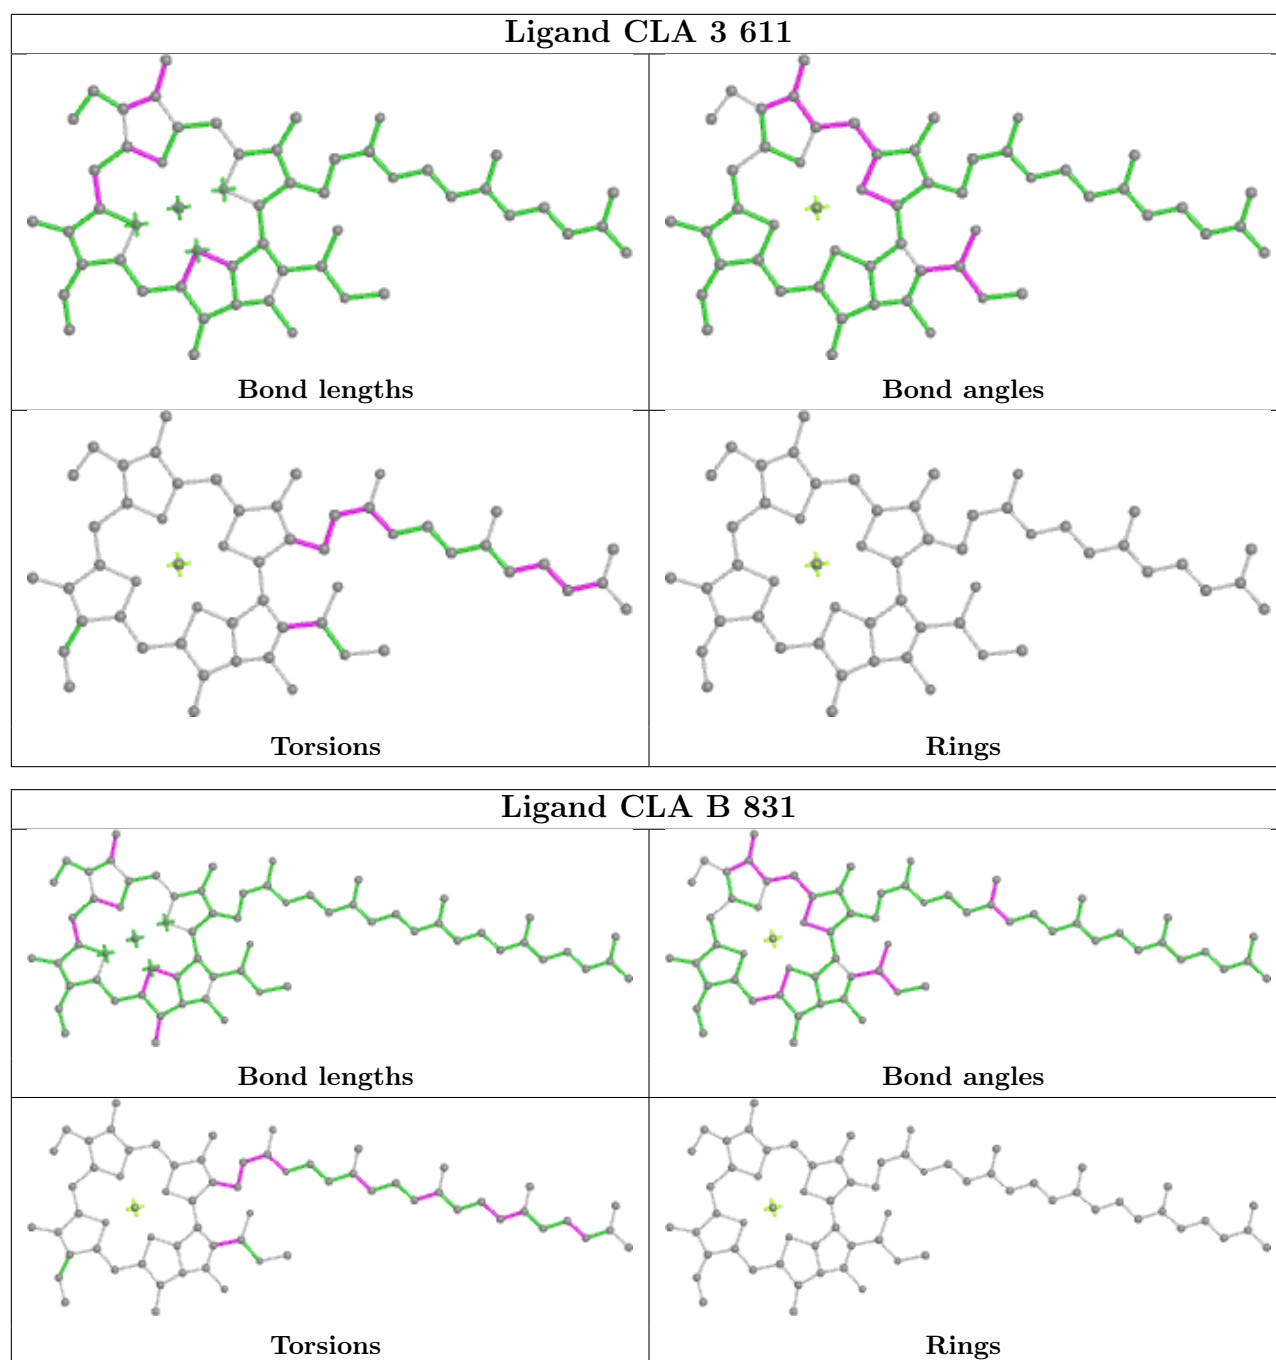 Ligand CLA 3 611
Bond lengths
Bond angles
Torsions
Rings
Ligand CLA B 831
Bond lengths
Bond angles
Torsions
Rings